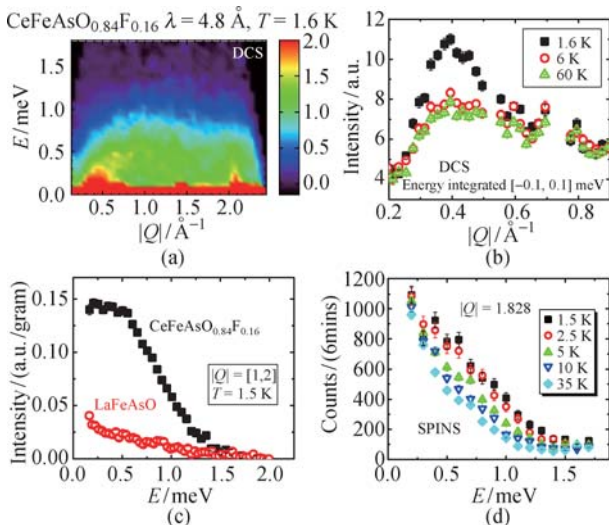 CeFeAsO0.84F0.16 λ = 4.8 Å, T = 1.6 K
DCS
E/meV
1.5
1.0
0.5
0.0
0.5 1.0 1.5 2.0
|Q|/Å−1
2.0
1.5
1.0
0.5
0.0
(a)
Intensity/a.u.
12
10
8
6
4
1.6 K
6 K
60 K
DCS
Energy integrated [−0.1, 0.1] meV
0.2 0.4 0.6 0.8
|Q|/Å−1
(b)
Intensity/(a.u./gram)
0.15
0.10
0.05
0.00
CeFeAsO0.84F0.16
|Q| = [1,2]
T = 1.5 K
LaFeAsO
0.0 0.5 1.0 1.5 2.0
E/meV
(c)
Counts/(6mins)
1200
1000
800
600
400
200
0
|Q| = 1.828
1.5 K
2.5 K
5 K
10 K
35 K
SPINS
0.0 0.5 1.0 1.5
E/meV
(d)